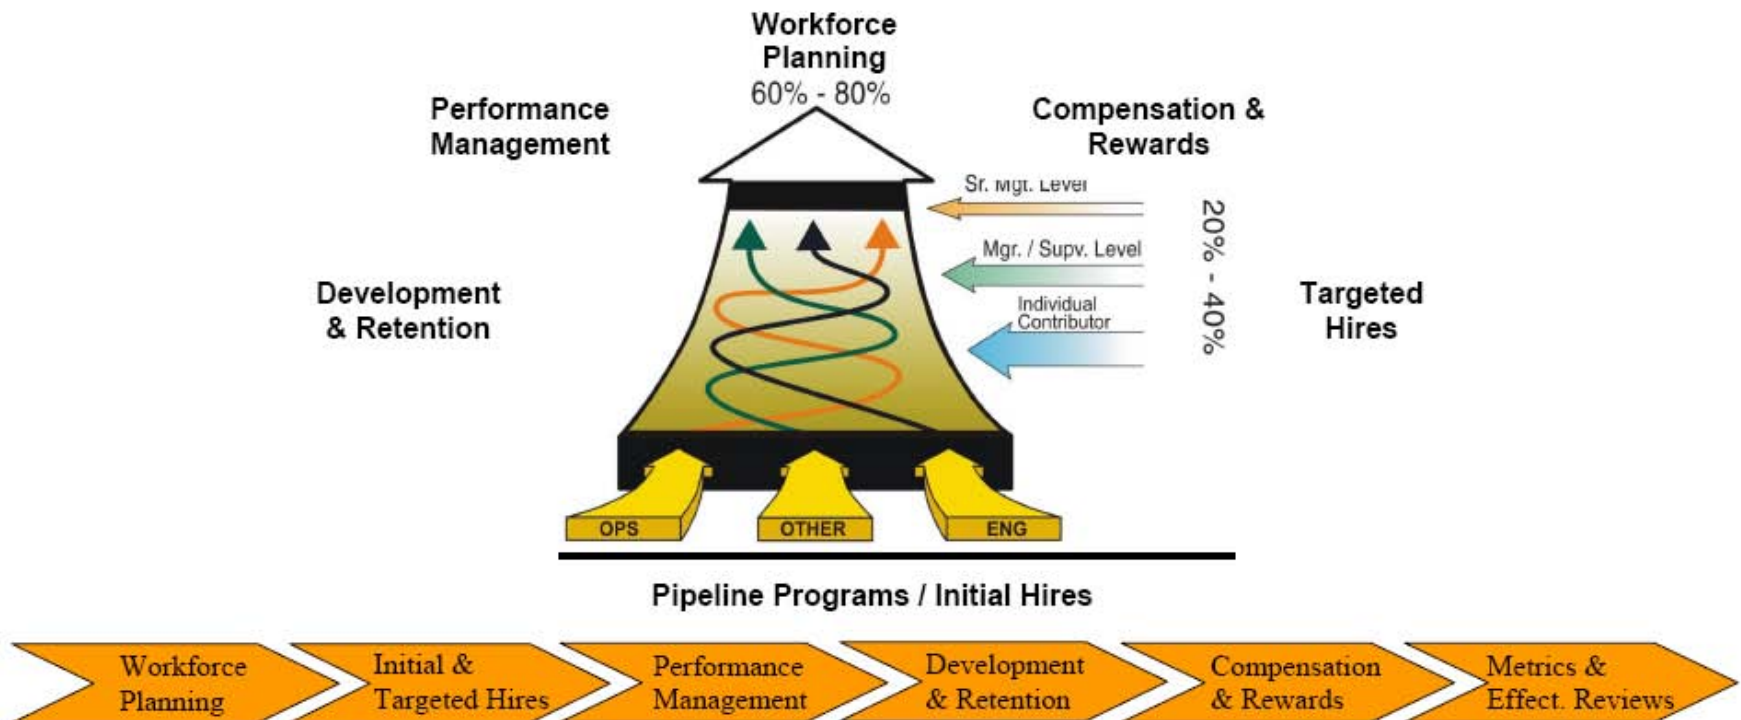 Workforce
Planning
60% - 80%
Performance
Management
Compensation &
Rewards
Sr. Mgt. Level
Mgr. / Supv. Level
Individual
Contributor
20% - 40%
Development
& Retention
Targeted
Hires
OPS
OTHER
ENG
Pipeline Programs / Initial Hires
Workforce
Planning
Initial &
Targeted Hires
Performance
Management
Development
& Retention
Compensation
& Rewards
Metrics &
Effect. Reviews